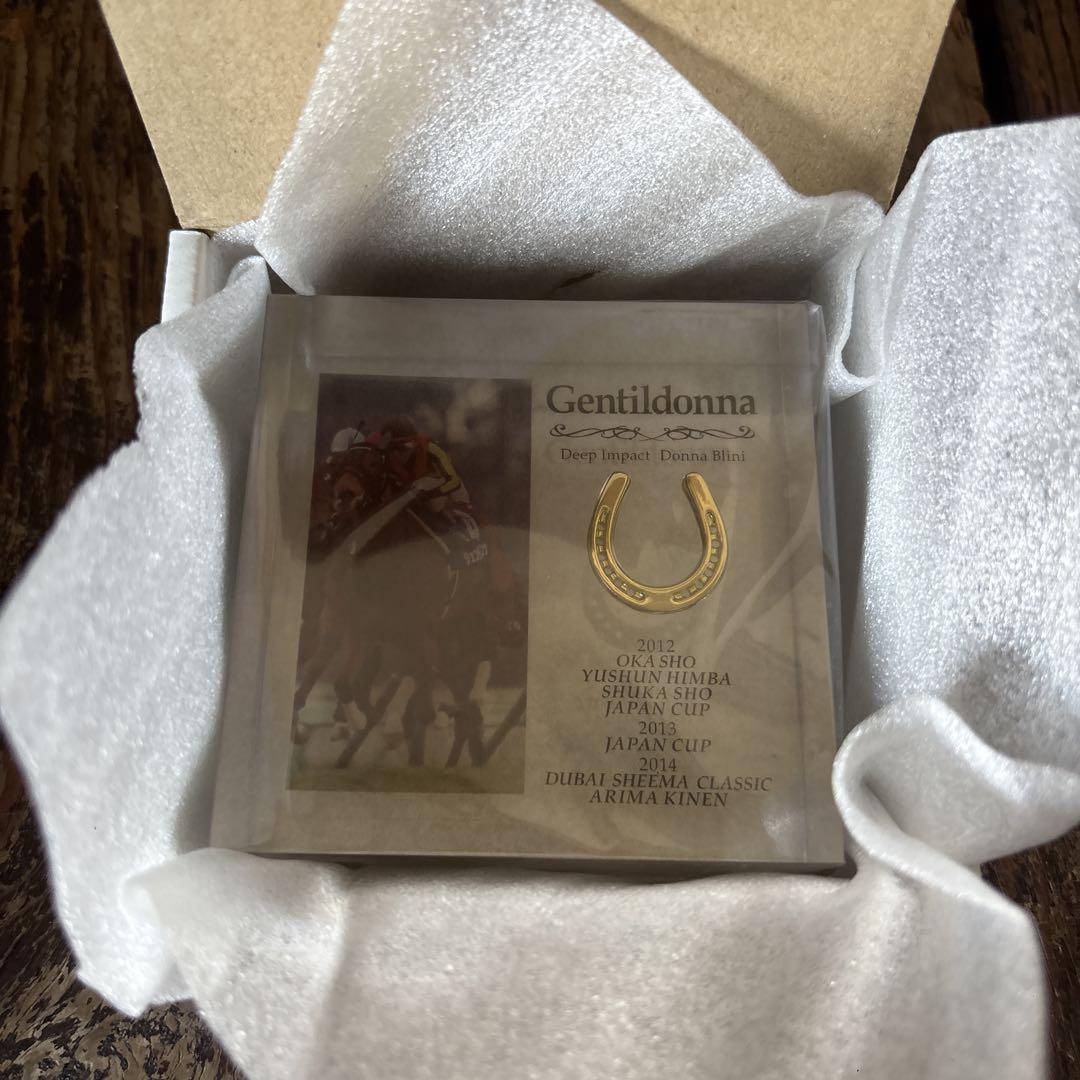 Gentildonna
Deep Impact Donna Blini
2012
OKA SHO
YUSHUN HIMBA
SHUKA SHO
JAPAN CUP
2013
JAPAN CUP
2014
DUBAI SHEEMA CLASSIC
ARIMA KINEN